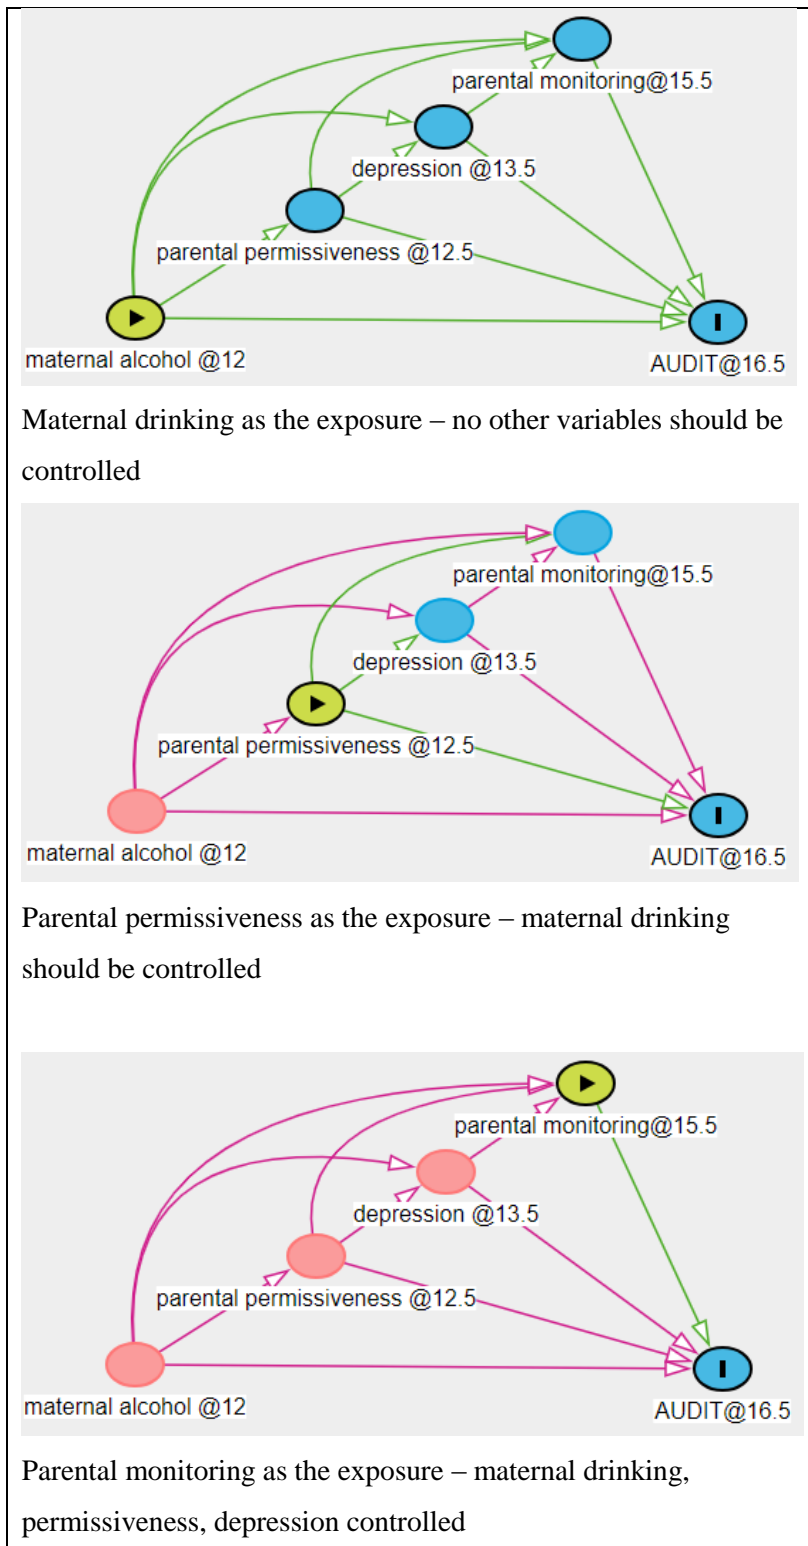 parental monitoring@15.5
depression @13.5
parental permissiveness @12.5
maternal alcohol @12
AUDIT@16.5
Maternal drinking as the exposure – no other variables should be
controlled
parental monitoring@15.5
depression @13.5
parental permissiveness @12.5
maternal alcohol @12
AUDIT@16.5
Parental permissiveness as the exposure – maternal drinking
should be controlled
parental monitoring@15.5
depression @13.5
parental permissiveness @12.5
maternal alcohol @12
AUDIT@16.5
Parental monitoring as the exposure – maternal drinking,
permissiveness, depression controlled